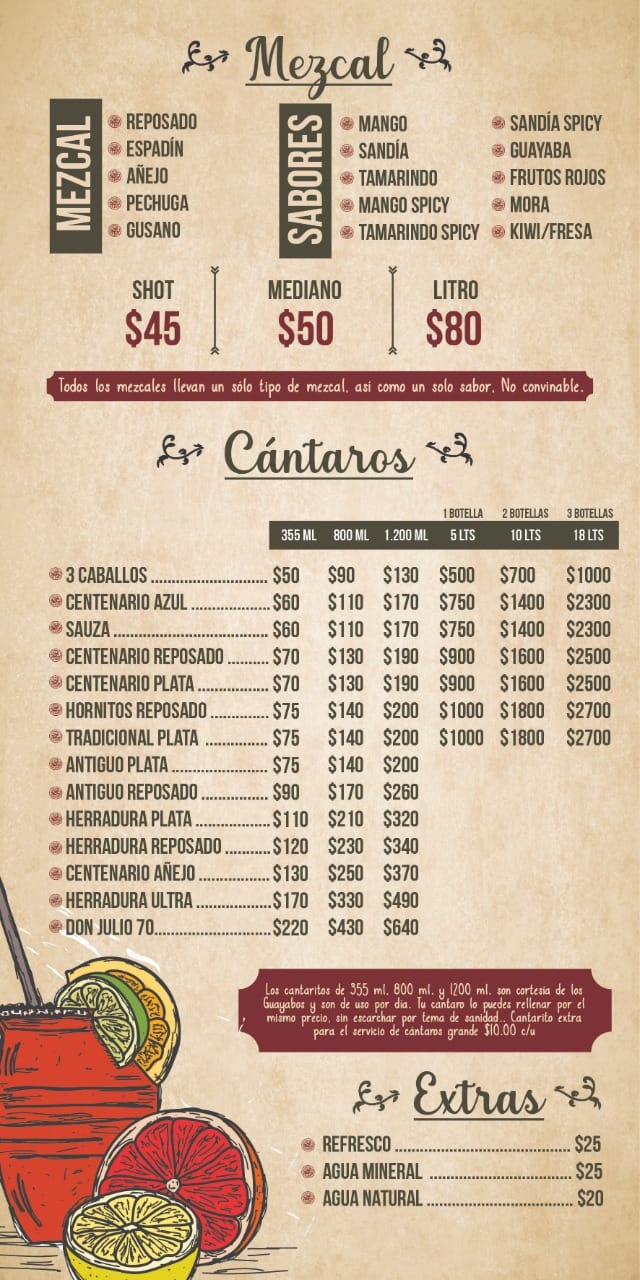 Mezcal
MEZCAL
REPOSADO
ESPADÍN
AÑEJO
PECHUGA
GUSANO
SABORES
MANGO
SANDÍA
TAMARINDO
MANGO SPICY
TAMARINDO SPICY
SANDÍA SPICY
GUAYABA
FRUTOS ROJOS
MORA
KIWI/FRESA
SHOT MEDIANO LITRO
$45 $50 $80
Todos los mezcales llevan un sólo tipo de mezcal, asi como un solo sabor, No convinable.
Cántaros
1 BOTELLA 2 BOTELLAS 3 BOTELLAS
355 ML 800 ML 1.200 ML 5 LTS 10 LTS 18 LTS
3 CABALLOS ............................ $50 $90 $130 $500 $700 $1000
CENTENARIO AZUL ................... $60 $110 $170 $750 $1400 $2300
SAUZA ..................................... $60 $110 $170 $750 $1400 $2300
CENTENARIO REPOSADO .......... $70 $130 $190 $900 $1600 $2500
CENTENARIO PLATA ................. $70 $130 $190 $900 $1600 $2500
HORNITOS REPOSADO .............. $75 $140 $200 $1000 $1800 $2700
TRADICIONAL PLATA ............... $75 $140 $200 $1000 $1800 $2700
ANTIGUO PLATA ....................... $75 $140 $200
ANTIGUO REPOSADO ................ $90 $170 $260
HERRADURA PLATA .................. $110 $210 $320
HERRADURA REPOSADO ........... $120 $230 $340
CENTENARIO AÑEJO ................. $130 $250 $370
HERRADURA ULTRA .................. $170 $330 $490
DON JULIO 70............................ $220 $430 $640
Los cantaritos de 355 ml, 800 ml, y 1200 ml, son cortesia de los
Guayabos y son de uso por dia. Tu cantaro lo puedes rellenar por el
mismo precio, sin escarchar por tema de sanidad.. Cantarito extra
para el servicio de cántaros grande $10.00 c/u
Extras
REFRESCO .......................................... $25
AGUA MINERAL .................................. $25
AGUA NATURAL ................................... $20